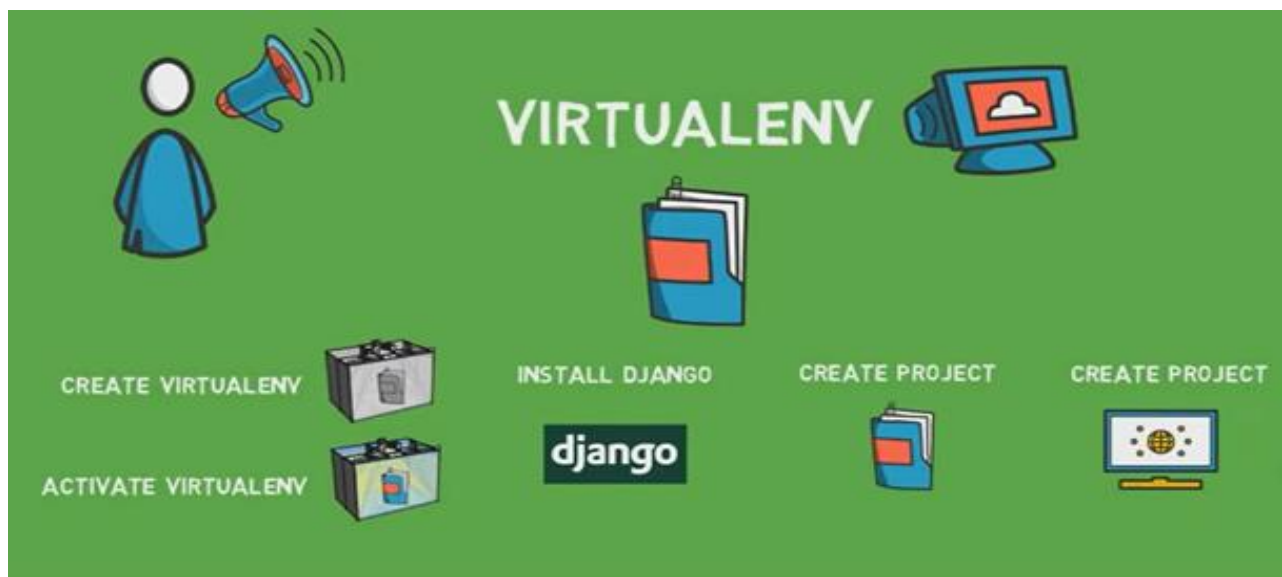 VIRTUALENV
CREATE VIRTUALENV
ACTIVATE VIRTUALENV
INSTALL DJANGO
django
CREATE PROJECT
CREATE PROJECT